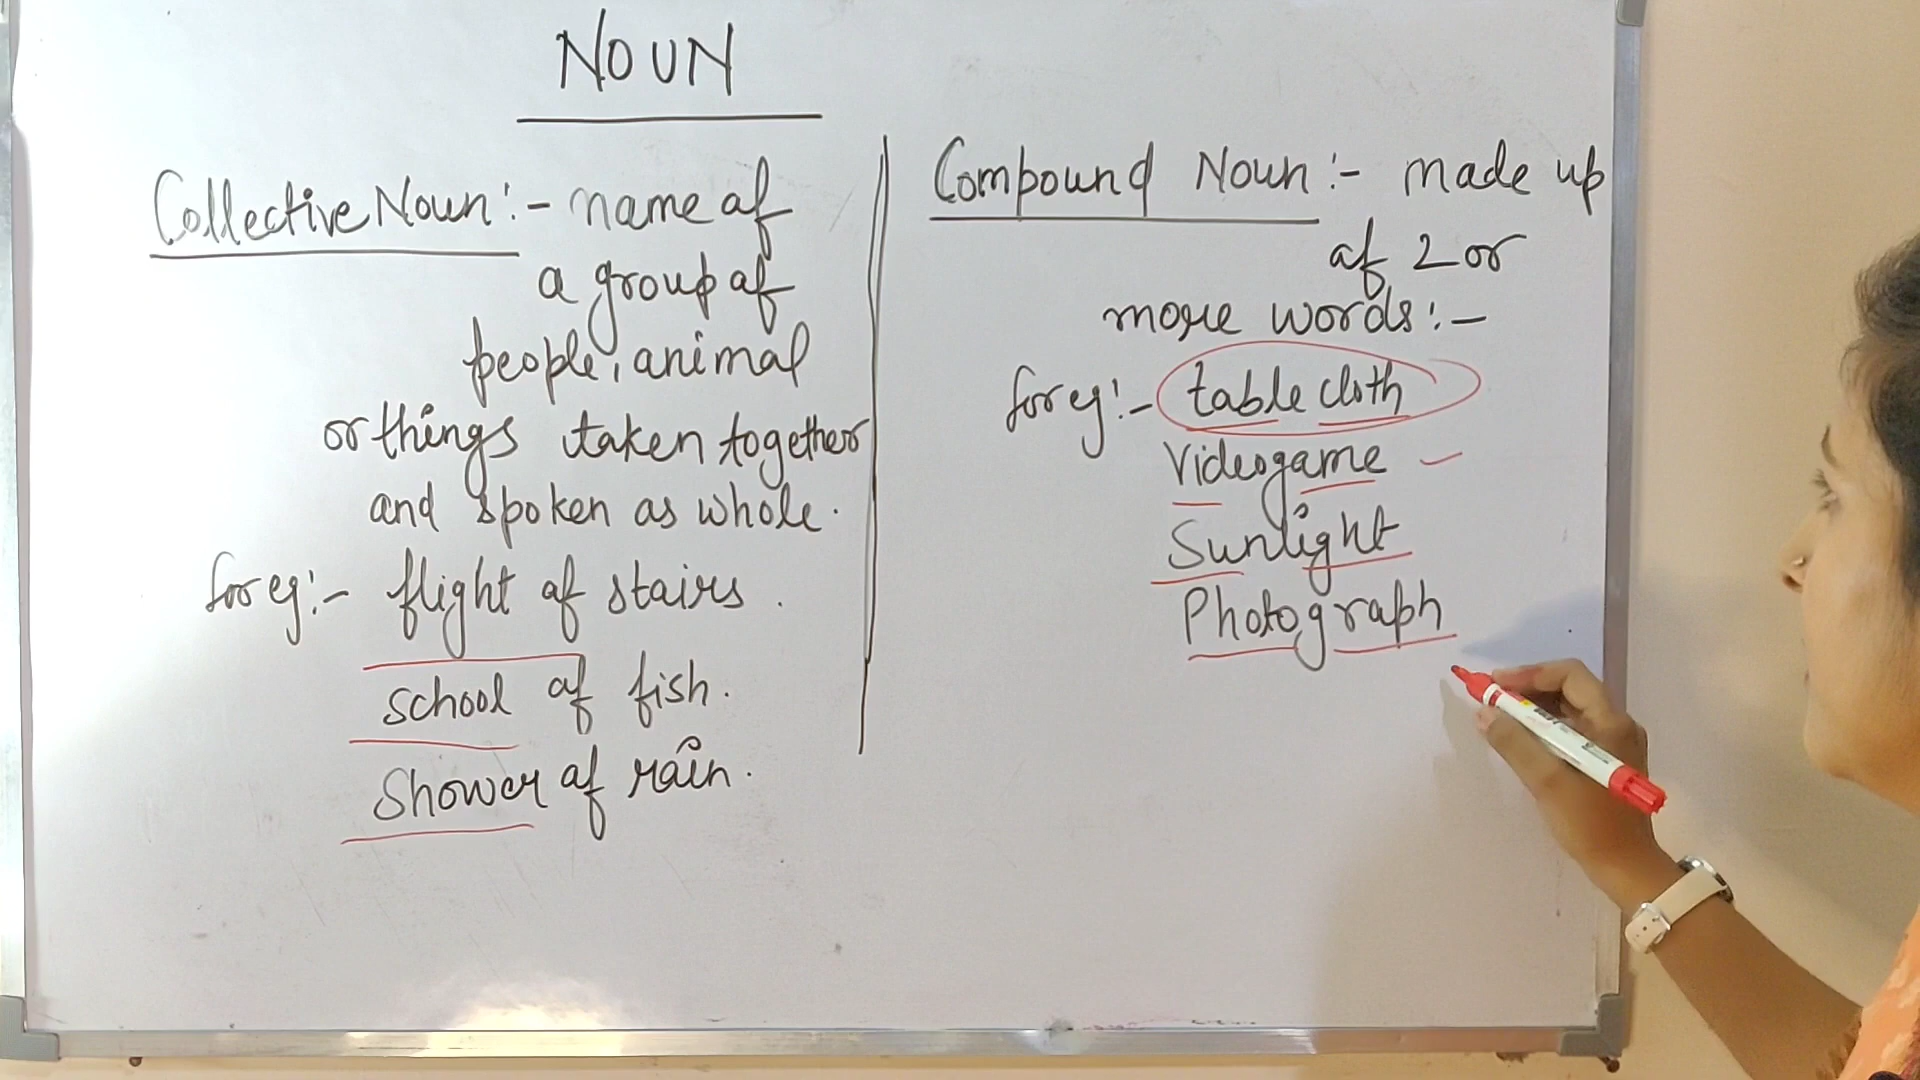 NOUN
Collective Noun :- name of
a group of
people, animal
or things taken together
and spoken as whole.
for eg:- flight of stairs.
school of fish.
Shower of rain.
Compound Noun :- made up
of 2 or
more words :-
for eg:- table cloth
Videogame
Sunlight
Photograph